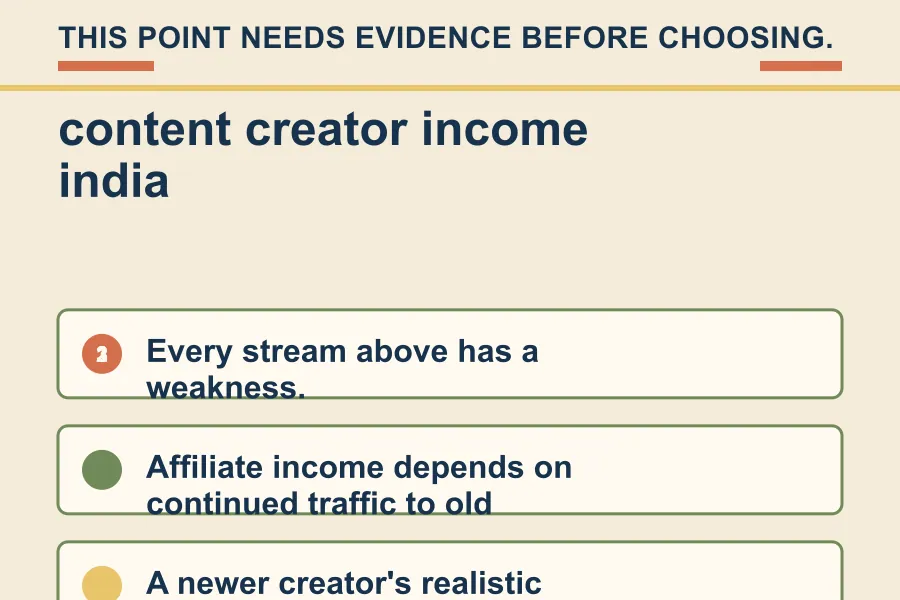 THIS POINT NEEDS EVIDENCE BEFORE CHOOSING.
content creator income
india
Every stream above has a
weakness.
Affiliate income depends on
continued traffic to old
A newer creator's realistic